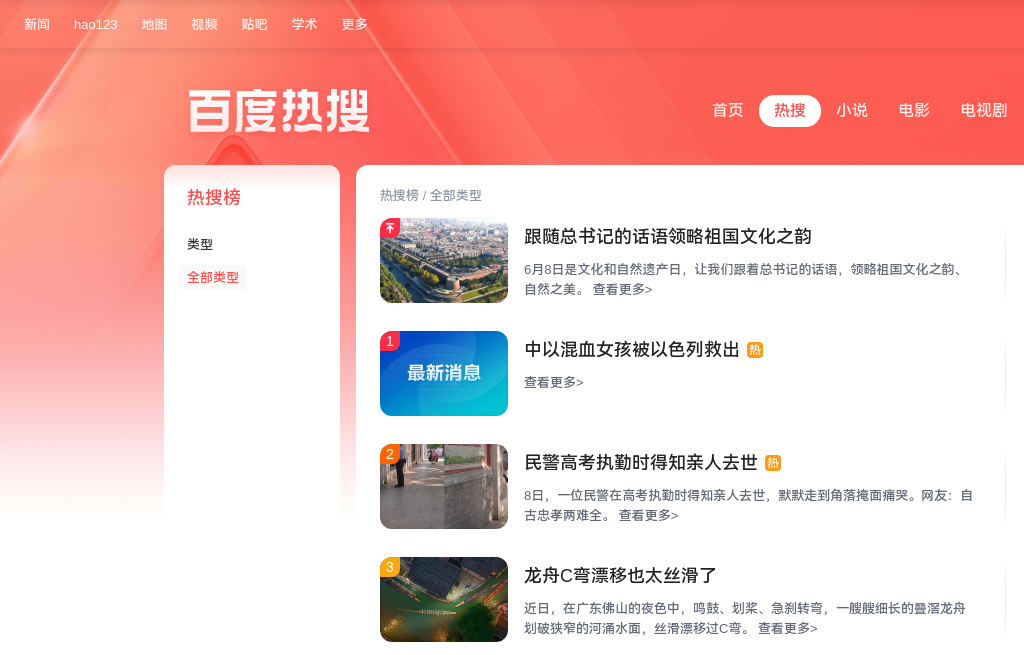 新闻 hao123 地图 视频 贴吧 学术 更多
百度热搜
首页 热搜 小说 电影 电视剧
热搜榜
类型
全部类型
热搜榜 / 全部类型
跟随总书记的话语领略祖国文化之韵
6月8日是文化和自然遗产日，让我们跟着总书记的话语，领略祖国文化之韵、
自然之美。 查看更多>
1
最新消息
中以混血女孩被以色列救出 热
查看更多>
2
民警高考执勤时得知亲人去世 热
8日，一位民警在高考执勤时得知亲人去世，默默走到角落掩面痛哭。网友：自
古忠孝两难全。 查看更多>
3
龙舟C弯漂移也太丝滑了
近日，在广东佛山的夜色中，鸣鼓、划桨、急刹转弯，一艘艘细长的叠滘龙舟
划破狭窄的河涌水面，丝滑漂移过C弯。 查看更多>